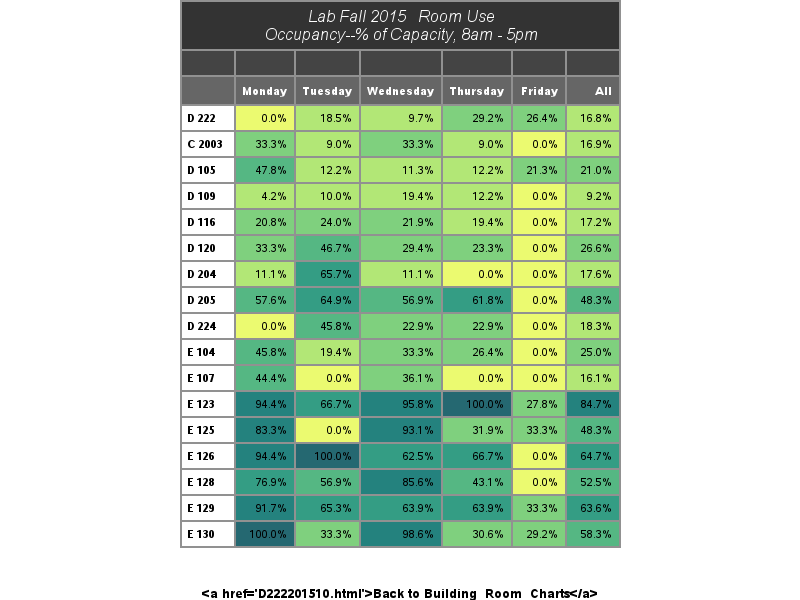 Lab Fall 2015 Room Use
Occupancy--% of Capacity, 8am - 5pm
Monday Tuesday Wednesday Thursday Friday All
D 222 0.0% 18.5% 9.7% 29.2% 26.4% 16.8%
C 2003 33.3% 9.0% 33.3% 9.0% 0.0% 16.9%
D 105 47.8% 12.2% 11.3% 12.2% 21.3% 21.0%
D 109 4.2% 10.0% 19.4% 12.2% 0.0% 9.2%
D 116 20.8% 24.0% 21.9% 19.4% 0.0% 17.2%
D 120 33.3% 46.7% 29.4% 23.3% 0.0% 26.6%
D 204 11.1% 65.7% 11.1% 0.0% 0.0% 17.6%
D 205 57.6% 64.9% 56.9% 61.8% 0.0% 48.3%
D 224 0.0% 45.8% 22.9% 22.9% 0.0% 18.3%
E 104 45.8% 19.4% 33.3% 26.4% 0.0% 25.0%
E 107 44.4% 0.0% 36.1% 0.0% 0.0% 16.1%
E 123 94.4% 66.7% 95.8% 100.0% 27.8% 84.7%
E 125 83.3% 0.0% 93.1% 31.9% 33.3% 48.3%
E 126 94.4% 100.0% 62.5% 66.7% 0.0% 64.7%
E 128 76.9% 56.9% 85.6% 43.1% 0.0% 52.5%
E 129 91.7% 65.3% 63.9% 63.9% 33.3% 63.6%
E 130 100.0% 33.3% 98.6% 30.6% 29.2% 58.3%
<a href='D222201510.html'>Back to Building_Room_Charts</a>